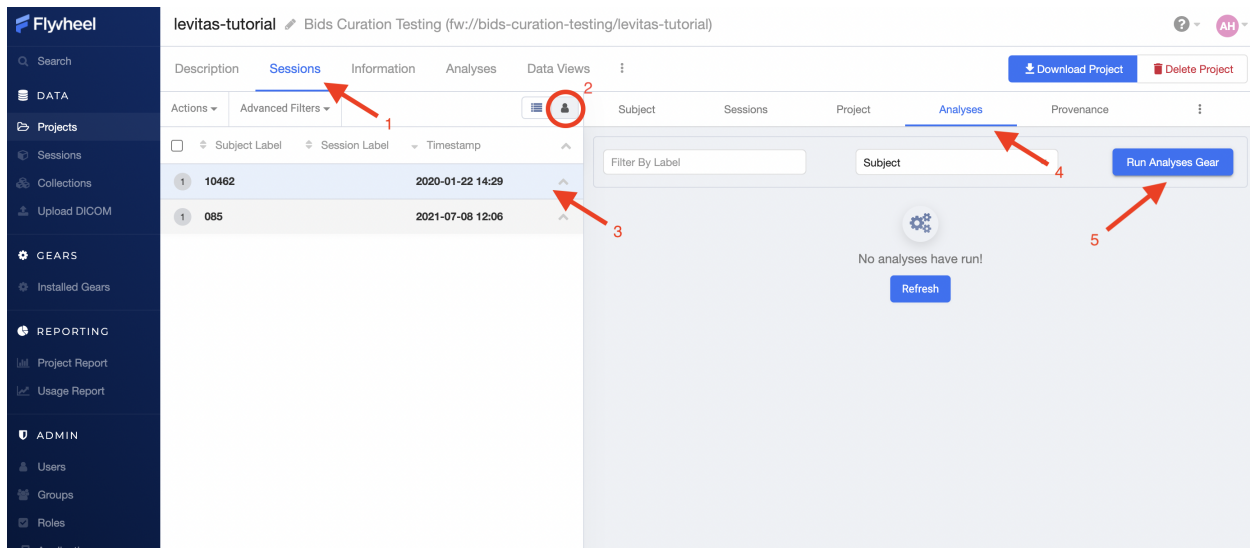 Flywheel
levitas-tutorial Bids Curation Testing (fw://bids-curation-testing/levitas-tutorial)
? AH
Search
DATA
Projects
Sessions
Collections
Upload DICOM
GEARS
Installed Gears
REPORTING
Project Report
Usage Report
ADMIN
Users
Groups
Roles
Description Sessions Information Analyses Data Views
Download Project Delete Project
1
2
Actions Advanced Filters
Subject Label Session Label Timestamp
1 10462 2020-01-22 14:29
1 085 2021-07-08 12:06
3
Subject Sessions Project Analyses Provenance
4
Filter By Label Subject Run Analyses Gear
5
No analyses have run!
Refresh